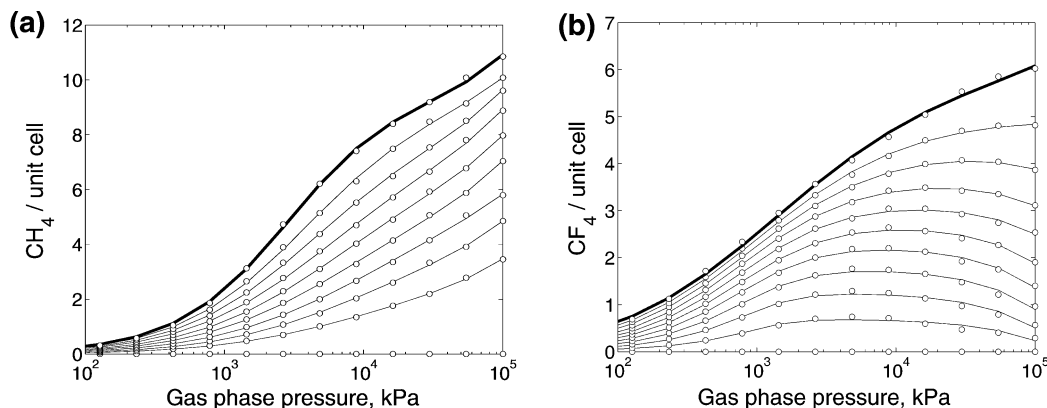 (a)
CH4 / unit cell
12
10
8
6
4
2
0
10^2 10^3 10^4 10^5
Gas phase pressure, kPa
(b)
CF4 / unit cell
7
6
5
4
3
2
1
0
10^2 10^3 10^4 10^5
Gas phase pressure, kPa